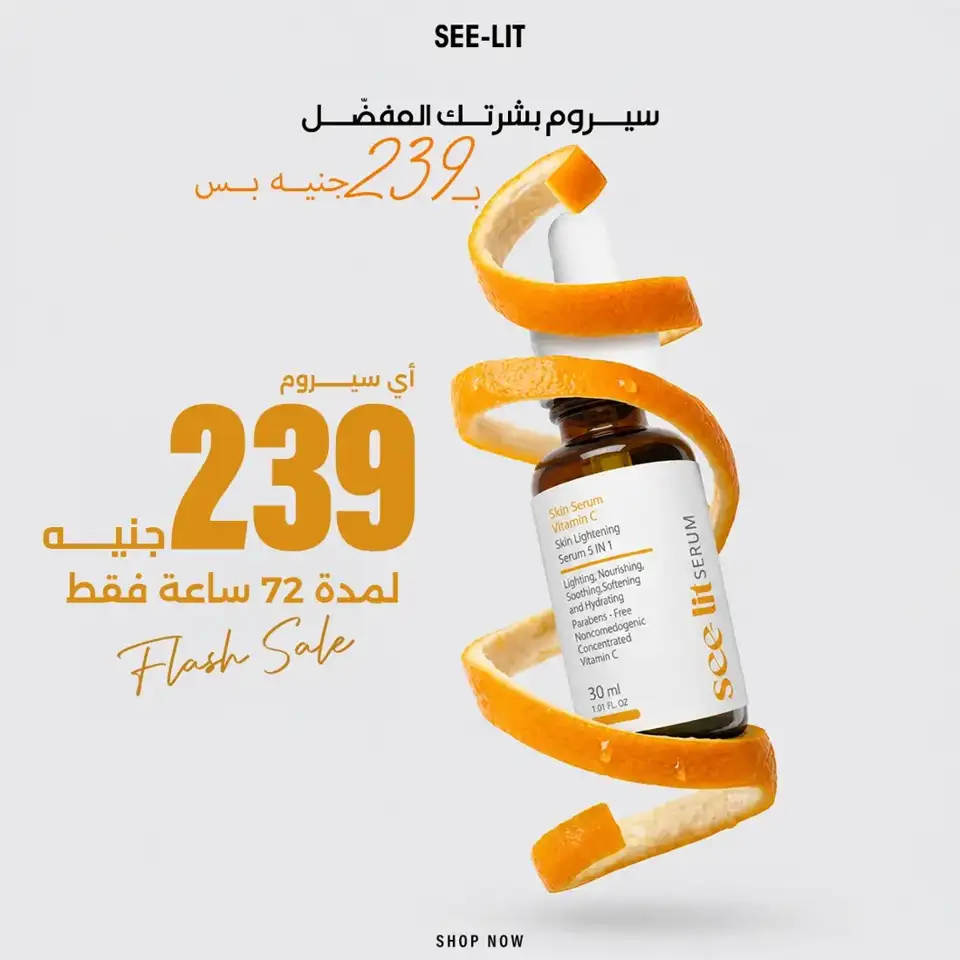 SEE-LIT
سيروم بشرتك المفضّل
بـ239جنيه بس
أي سيروم
239جنيه
لمدة 72 ساعة فقط
Flash Sale
Skin Serum
Vitamin C
Skin Lightening
Serum 5 IN 1
Lighting, Nourishing,
Soothing,Softening
and Hydrating
Parabens - Free
Noncomedogenic
Concentrated
Vitamin C
30 ml
1.01 FL. OZ
see-lit SERUM
SHOP NOW